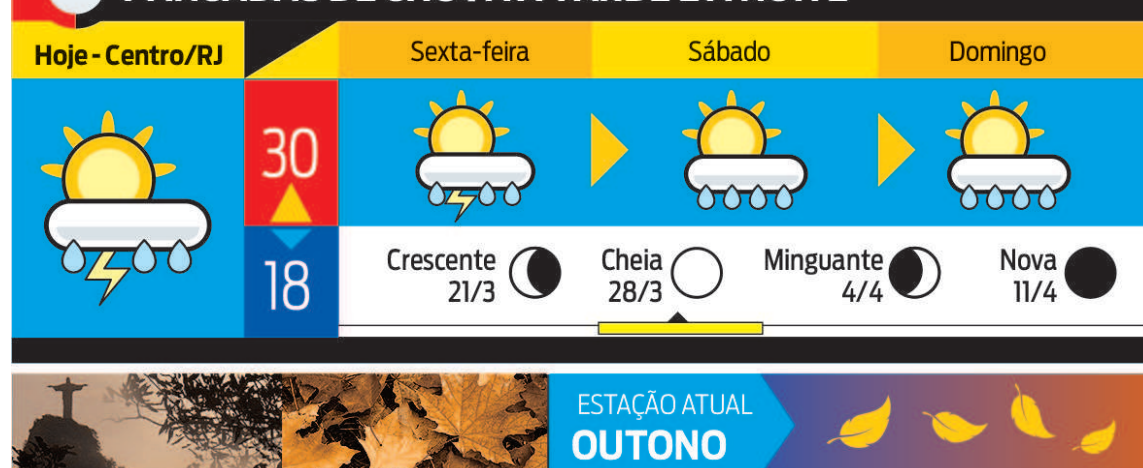 Hoje - Centro/RJ
Sexta-feira
Sábado
Domingo
30
18
Crescente
21/3
Cheia
28/3
Minguante
4/4
Nova
11/4
ESTAÇÃO ATUAL
OUTONO